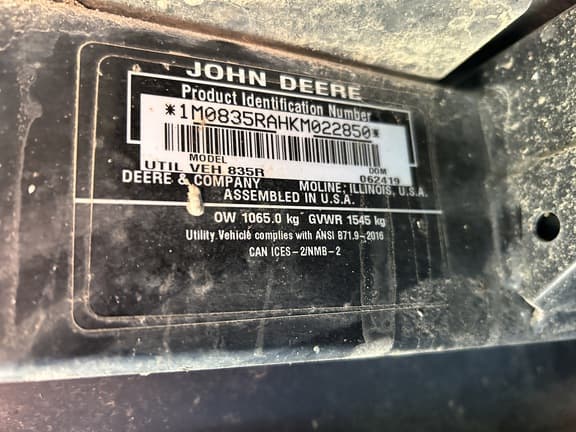 JOHN DEERE
Product Identification Number
*1M0835RAHKM022850*
MODEL DOM
UTIL VEH 835R 062419
DEERE & COMPANY MOLINE, ILLINOIS, U.S.A.
ASSEMBLED IN U.S.A.
OW 1065.0 kg GVWR 1545 kg
Utility Vehicle complies with ANSI B71.9-2016
CAN ICES-2/NMB-2